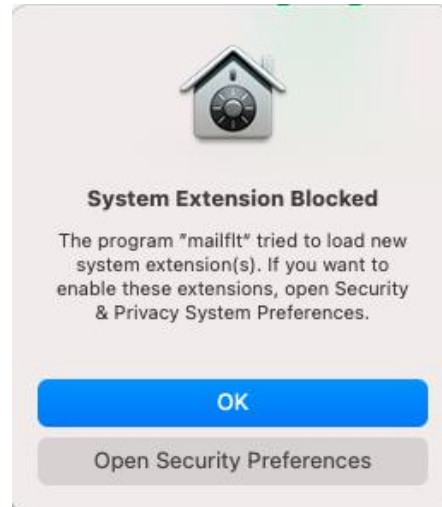 System Extension Blocked
The program "mailflt" tried to load new
system extension(s). If you want to
enable these extensions, open Security
& Privacy System Preferences.
OK
Open Security Preferences